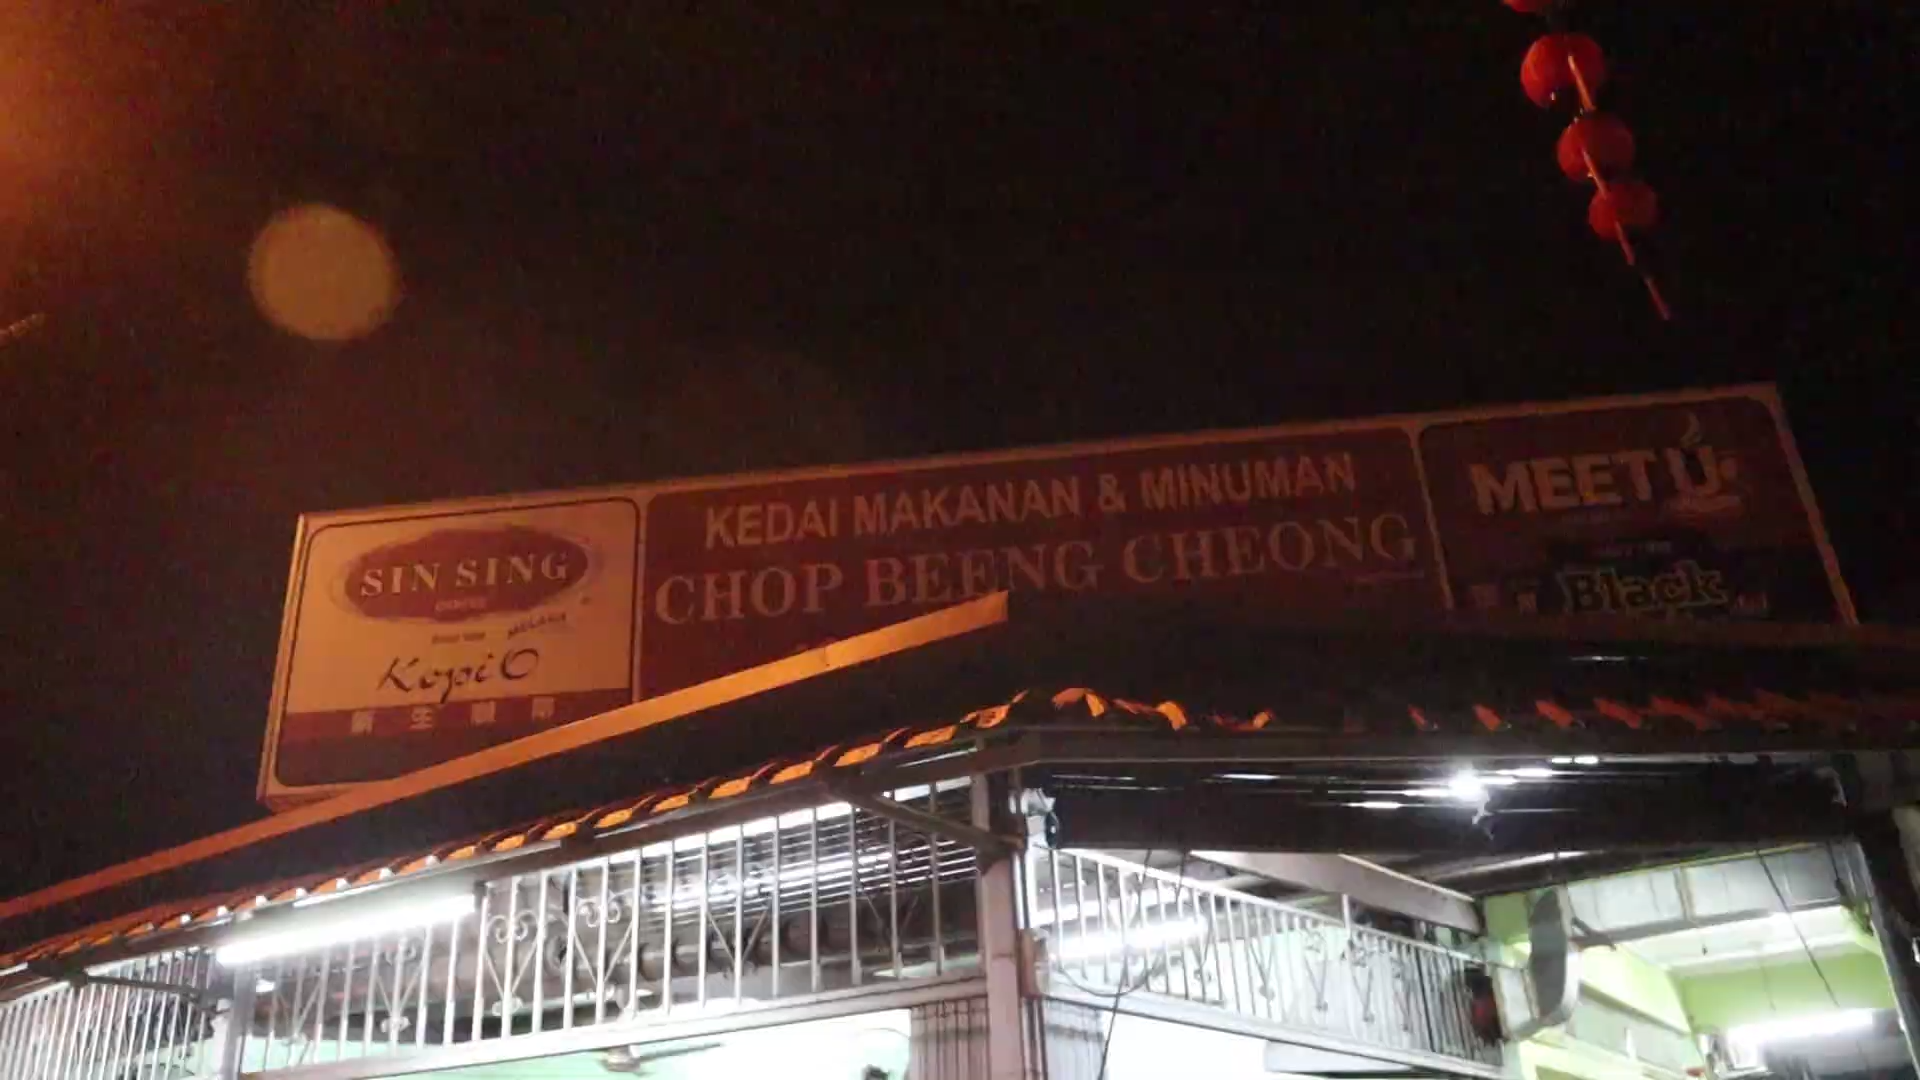 SIN SING
Kopi O
KEDAI MAKANAN & MINUMAN
CHOP BEENG CHEONG
MEET U
Black